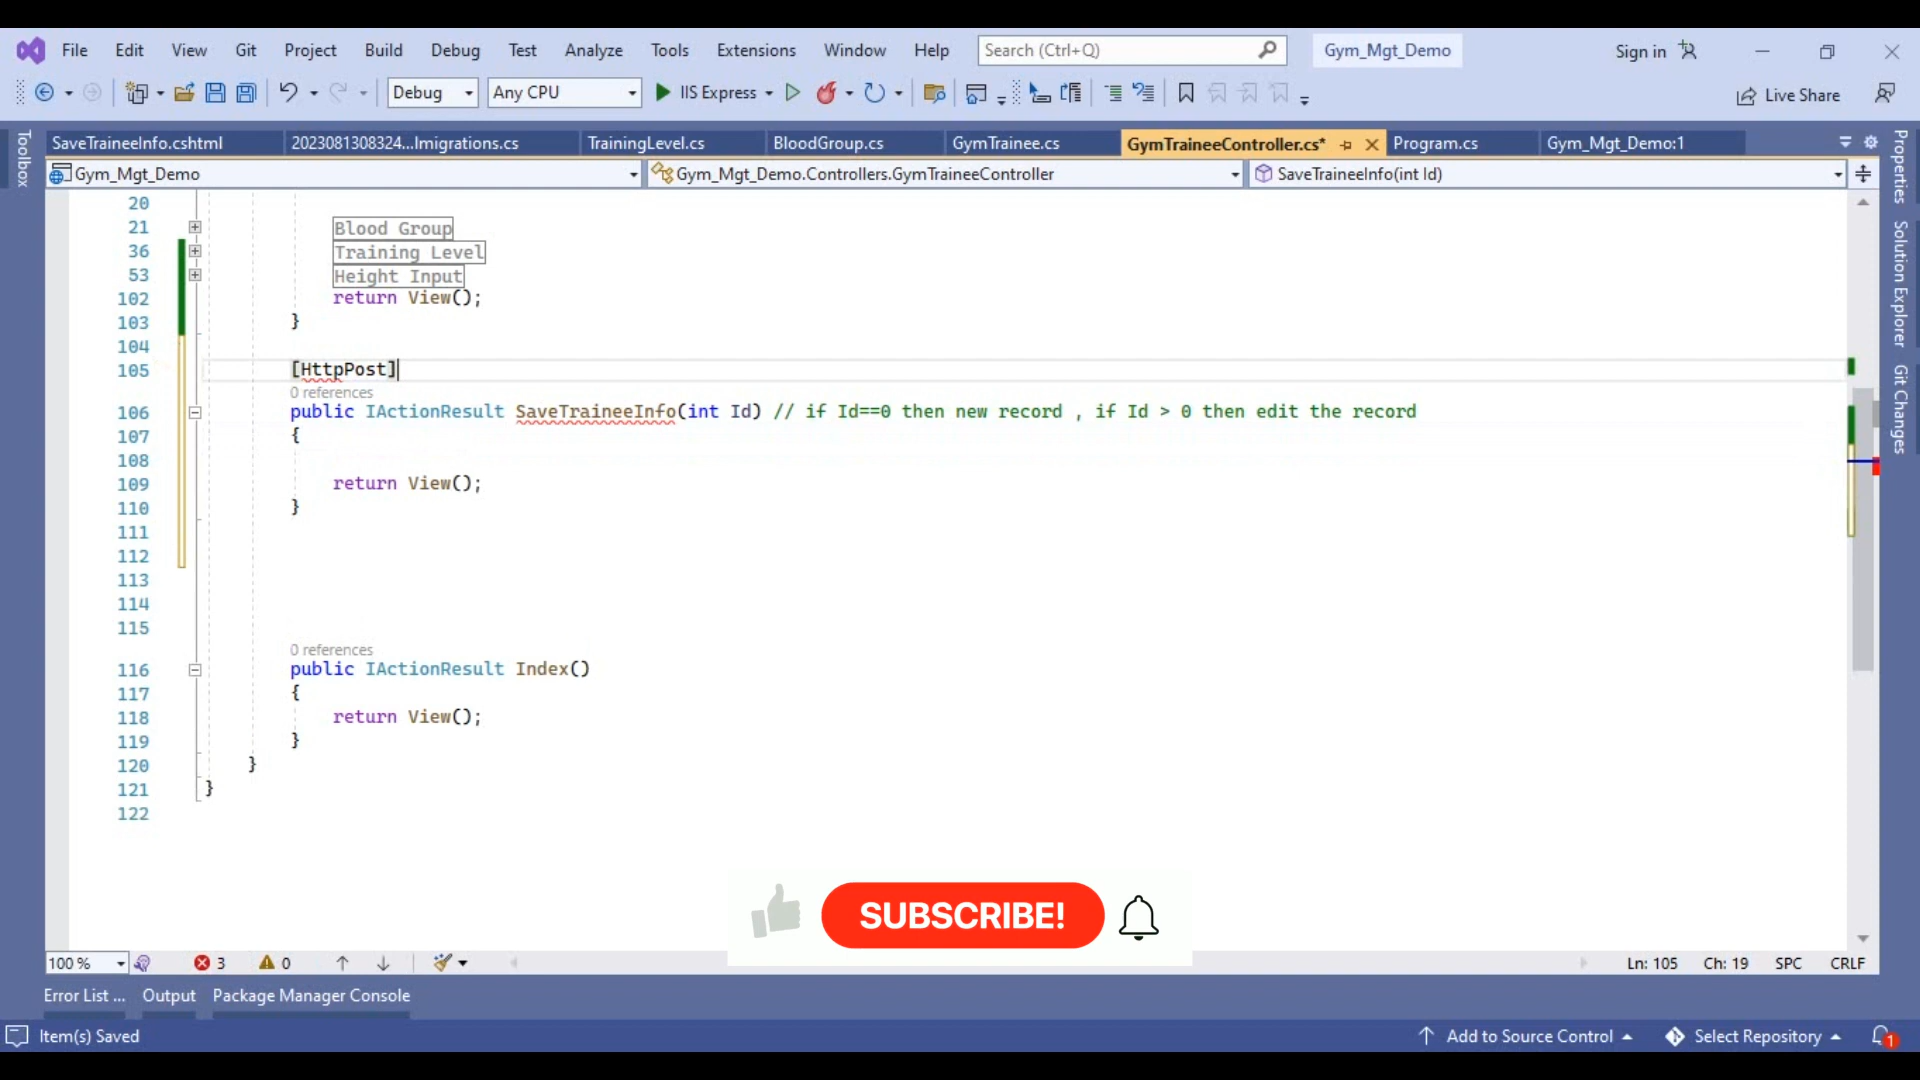 File Edit View Git Project Build Debug Test Analyze Tools Extensions Window Help Search (Ctrl+Q) Gym_Mgt_Demo Sign in
Debug Any CPU IIS Express Live Share
SaveTraineeInfo.cshtml 2023081308324...lmigrations.cs TrainingLevel.cs BloodGroup.cs GymTrainee.cs GymTraineeController.cs* Program.cs Gym_Mgt_Demo:1
Gym_Mgt_Demo Gym_Mgt_Demo.Controllers.GymTraineeController SaveTraineeInfo(int Id)
Toolbox
Properties
Solution Explorer
Git Changes
20
21 Blood Group
36 Training Level
53 Height Input
102 return View();
103 }
104
105 [HttpPost]
0 references
106 public IActionResult SaveTraineeInfo(int Id) // if Id==0 then new record , if Id > 0 then edit the record
107 {
108
109 return View();
110 }
111
112
113
114
115
0 references
116 public IActionResult Index()
117 {
118 return View();
119 }
120 }
121 }
122
SUBSCRIBE!
100 % 3 0 Ln: 105 Ch: 19 SPC CRLF
Error List ... Output Package Manager Console
Item(s) Saved Add to Source Control Select Repository 1